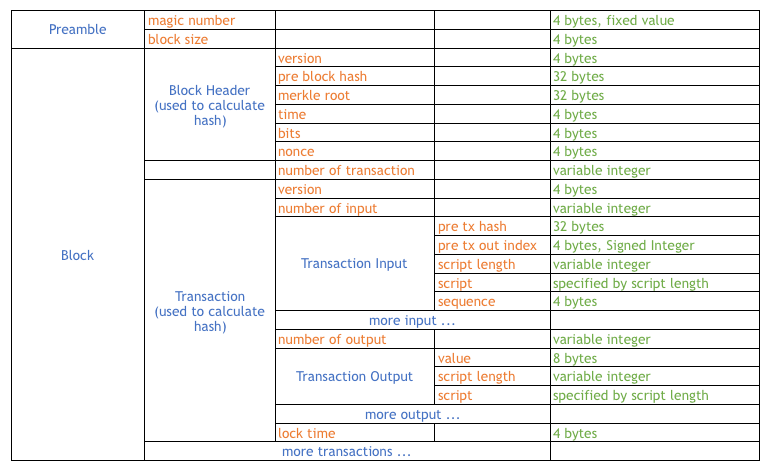 Preamble
magic number 4 bytes, fixed value
block size 4 bytes
Block
Block Header
(used to calculate
hash)
version 4 bytes
pre block hash 32 bytes
merkle root 32 bytes
time 4 bytes
bits 4 bytes
nonce 4 bytes
number of transaction variable integer
Transaction
(used to calculate
hash)
version 4 bytes
number of input variable integer
Transaction Input
pre tx hash 32 bytes
pre tx out index 4 bytes, Signed Integer
script length variable integer
script specified by script length
sequence 4 bytes
more input ...
number of output variable integer
Transaction Output
value 8 bytes
script length variable integer
script specified by script length
more output ...
lock time 4 bytes
more transactions ...